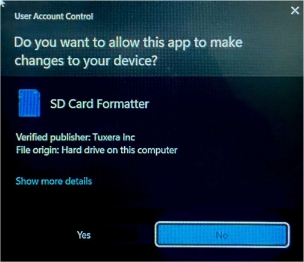 User Account Control
Do you want to allow this app to make
changes to your device?
SD Card Formatter
Verified publisher: Tuxera Inc
File origin: Hard drive on this computer
Show more details
Yes
No